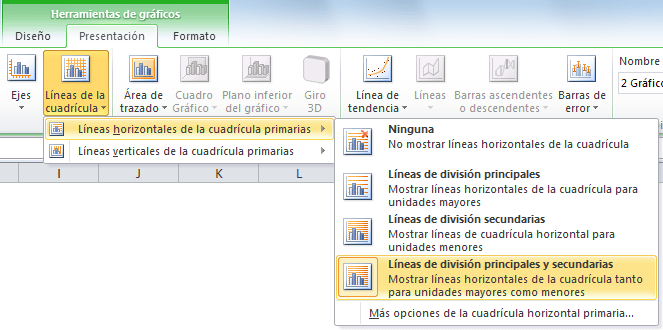 Herramientas de gráficos
Diseño Presentación Formato
Ejes
Líneas de la cuadrícula
Área de trazado
Cuadro Gráfico
Plano inferior del gráfico
Giro 3D
Línea de tendencia
Líneas
Barras ascendentes o descendentes
Barras de error
Nombre
2 Gráfico
Líneas horizontales de la cuadrícula primarias
Líneas verticales de la cuadrícula primarias
I J K L
Ninguna
No mostrar líneas horizontales de la cuadrícula
Líneas de división principales
Mostrar líneas horizontales de la cuadrícula para
unidades mayores
Líneas de división secundarias
Mostrar líneas de cuadrícula horizontal para
unidades menores
Líneas de división principales y secundarias
Mostrar líneas horizontales de la cuadrícula tanto
para unidades mayores como menores
Más opciones de la cuadrícula horizontal primaria...